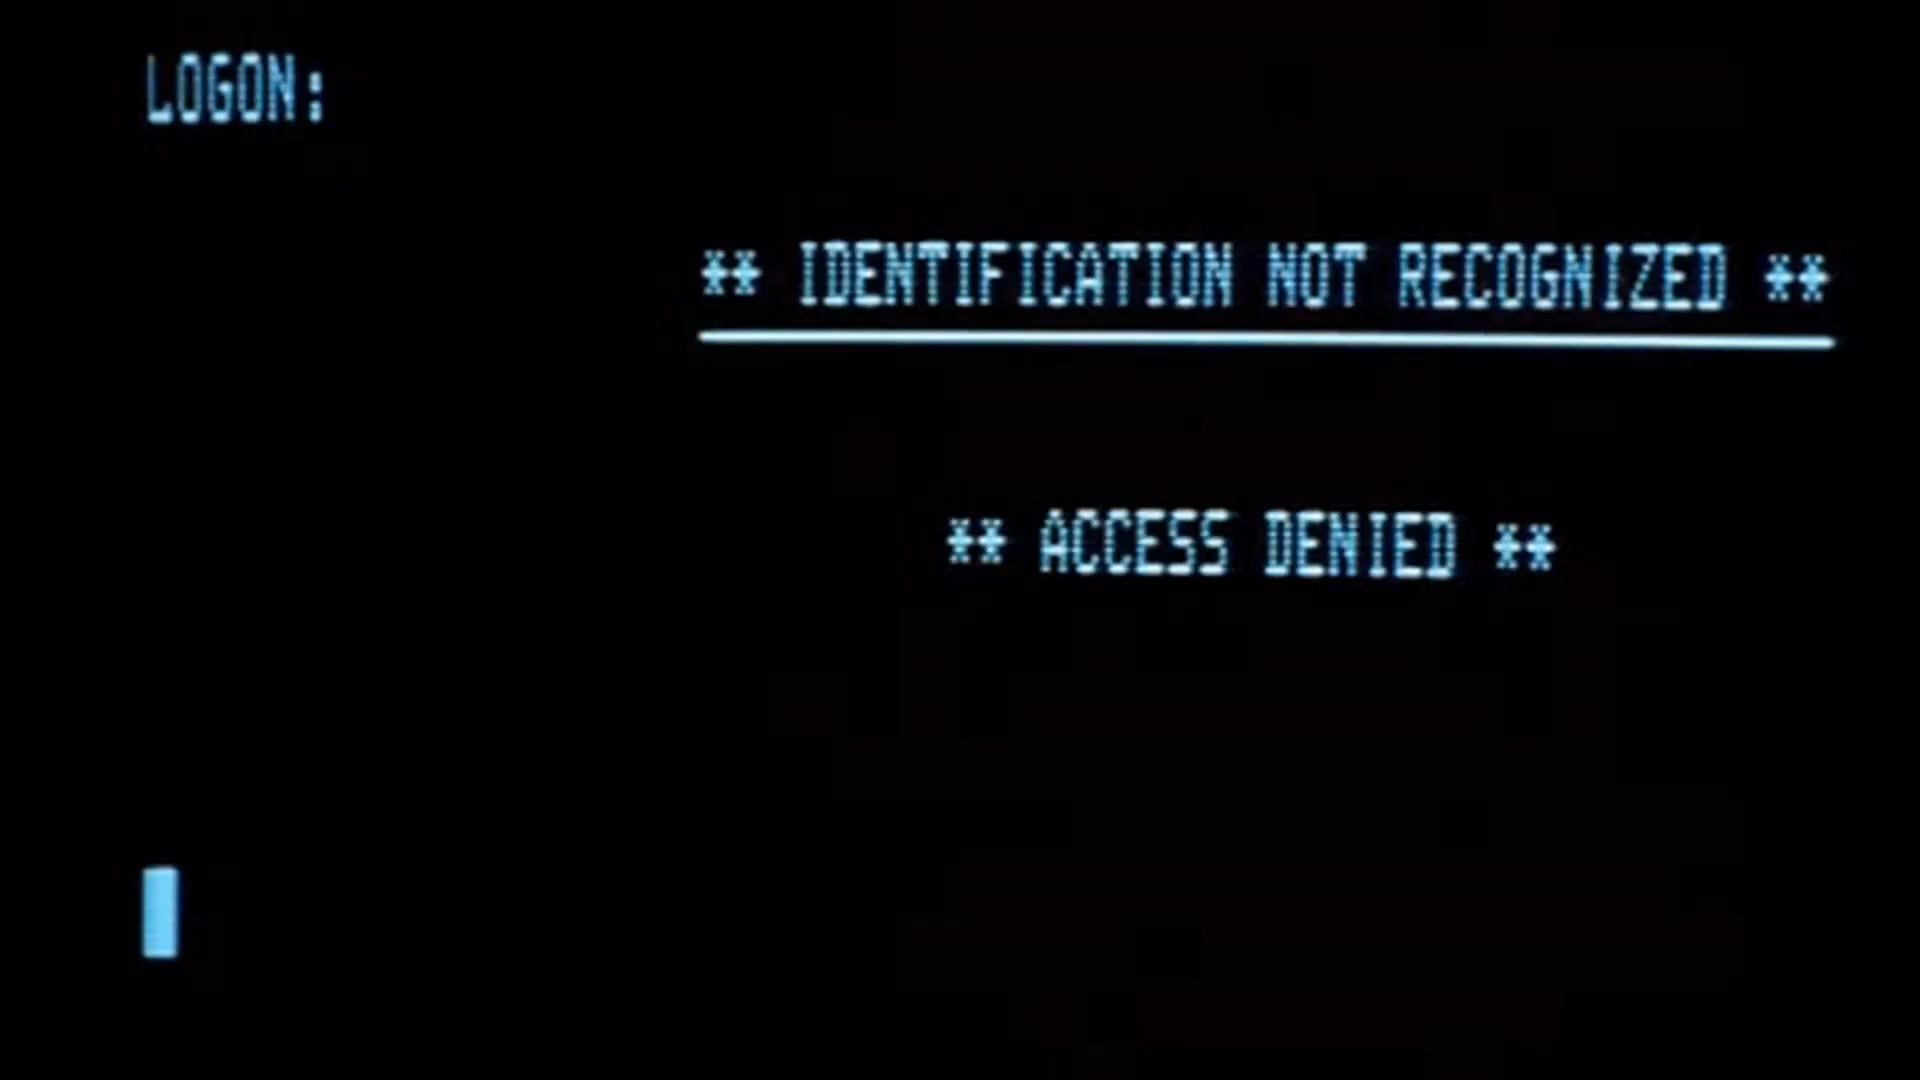 LOGON:
** IDENTIFICATION NOT RECOGNIZED **
** ACCESS DENIED **